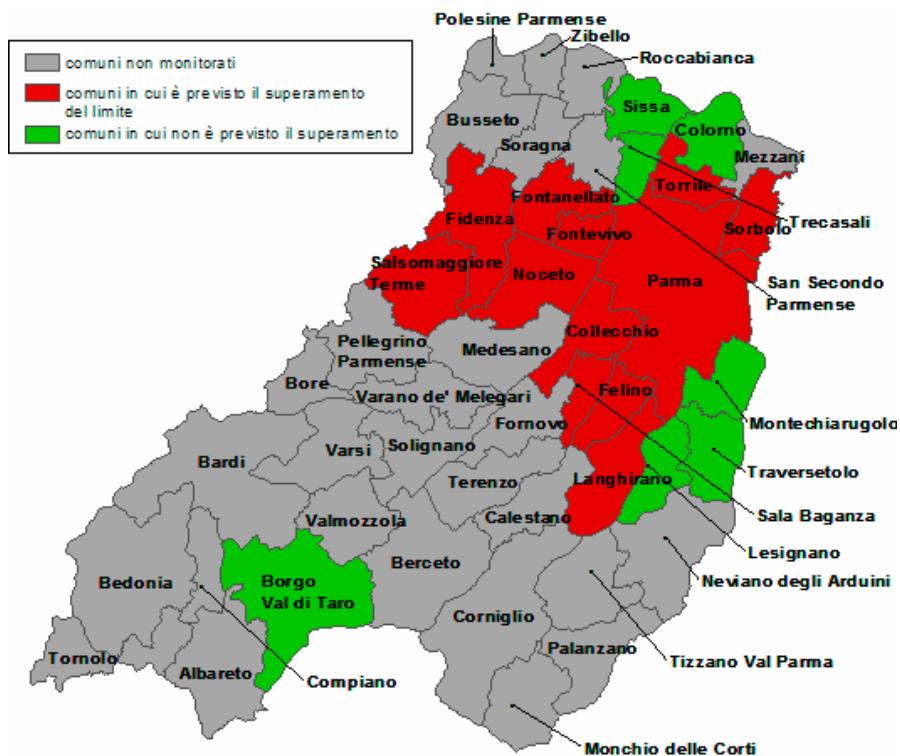 Polesine Parmense
Zibello
Roccabianca
comuni non monitorati
comuni in cui è previsto il superamento
del limite
comuni in cui non è previsto il superamento
Sissa
Busseto
Colorno
Soragna
Mezzani
Torrile
Fontanellato
Fidenza
Trecasali
Sorbolo
Fontevivo
Salsomaggiore
Terme
Noceto
Parma
San Secondo
Parmense
Collecchio
Pellegrino
Parmense
Medesano
Bore
Felino
Varano de' Melegari
Montechiarugolo
Fornovo
Solignano
Varsi
Bardi
Traversetolo
Langhirano
Terenzo
Sala Baganza
Calestano
Valmozzola
Lesignano
Berceto
Bedonia
Borgo
Val di Taro
Neviano degli Arduini
Corniglio
Palanzano
Tornolo
Tizzano Val Parma
Albareto
Compiano
Monchio delle Corti